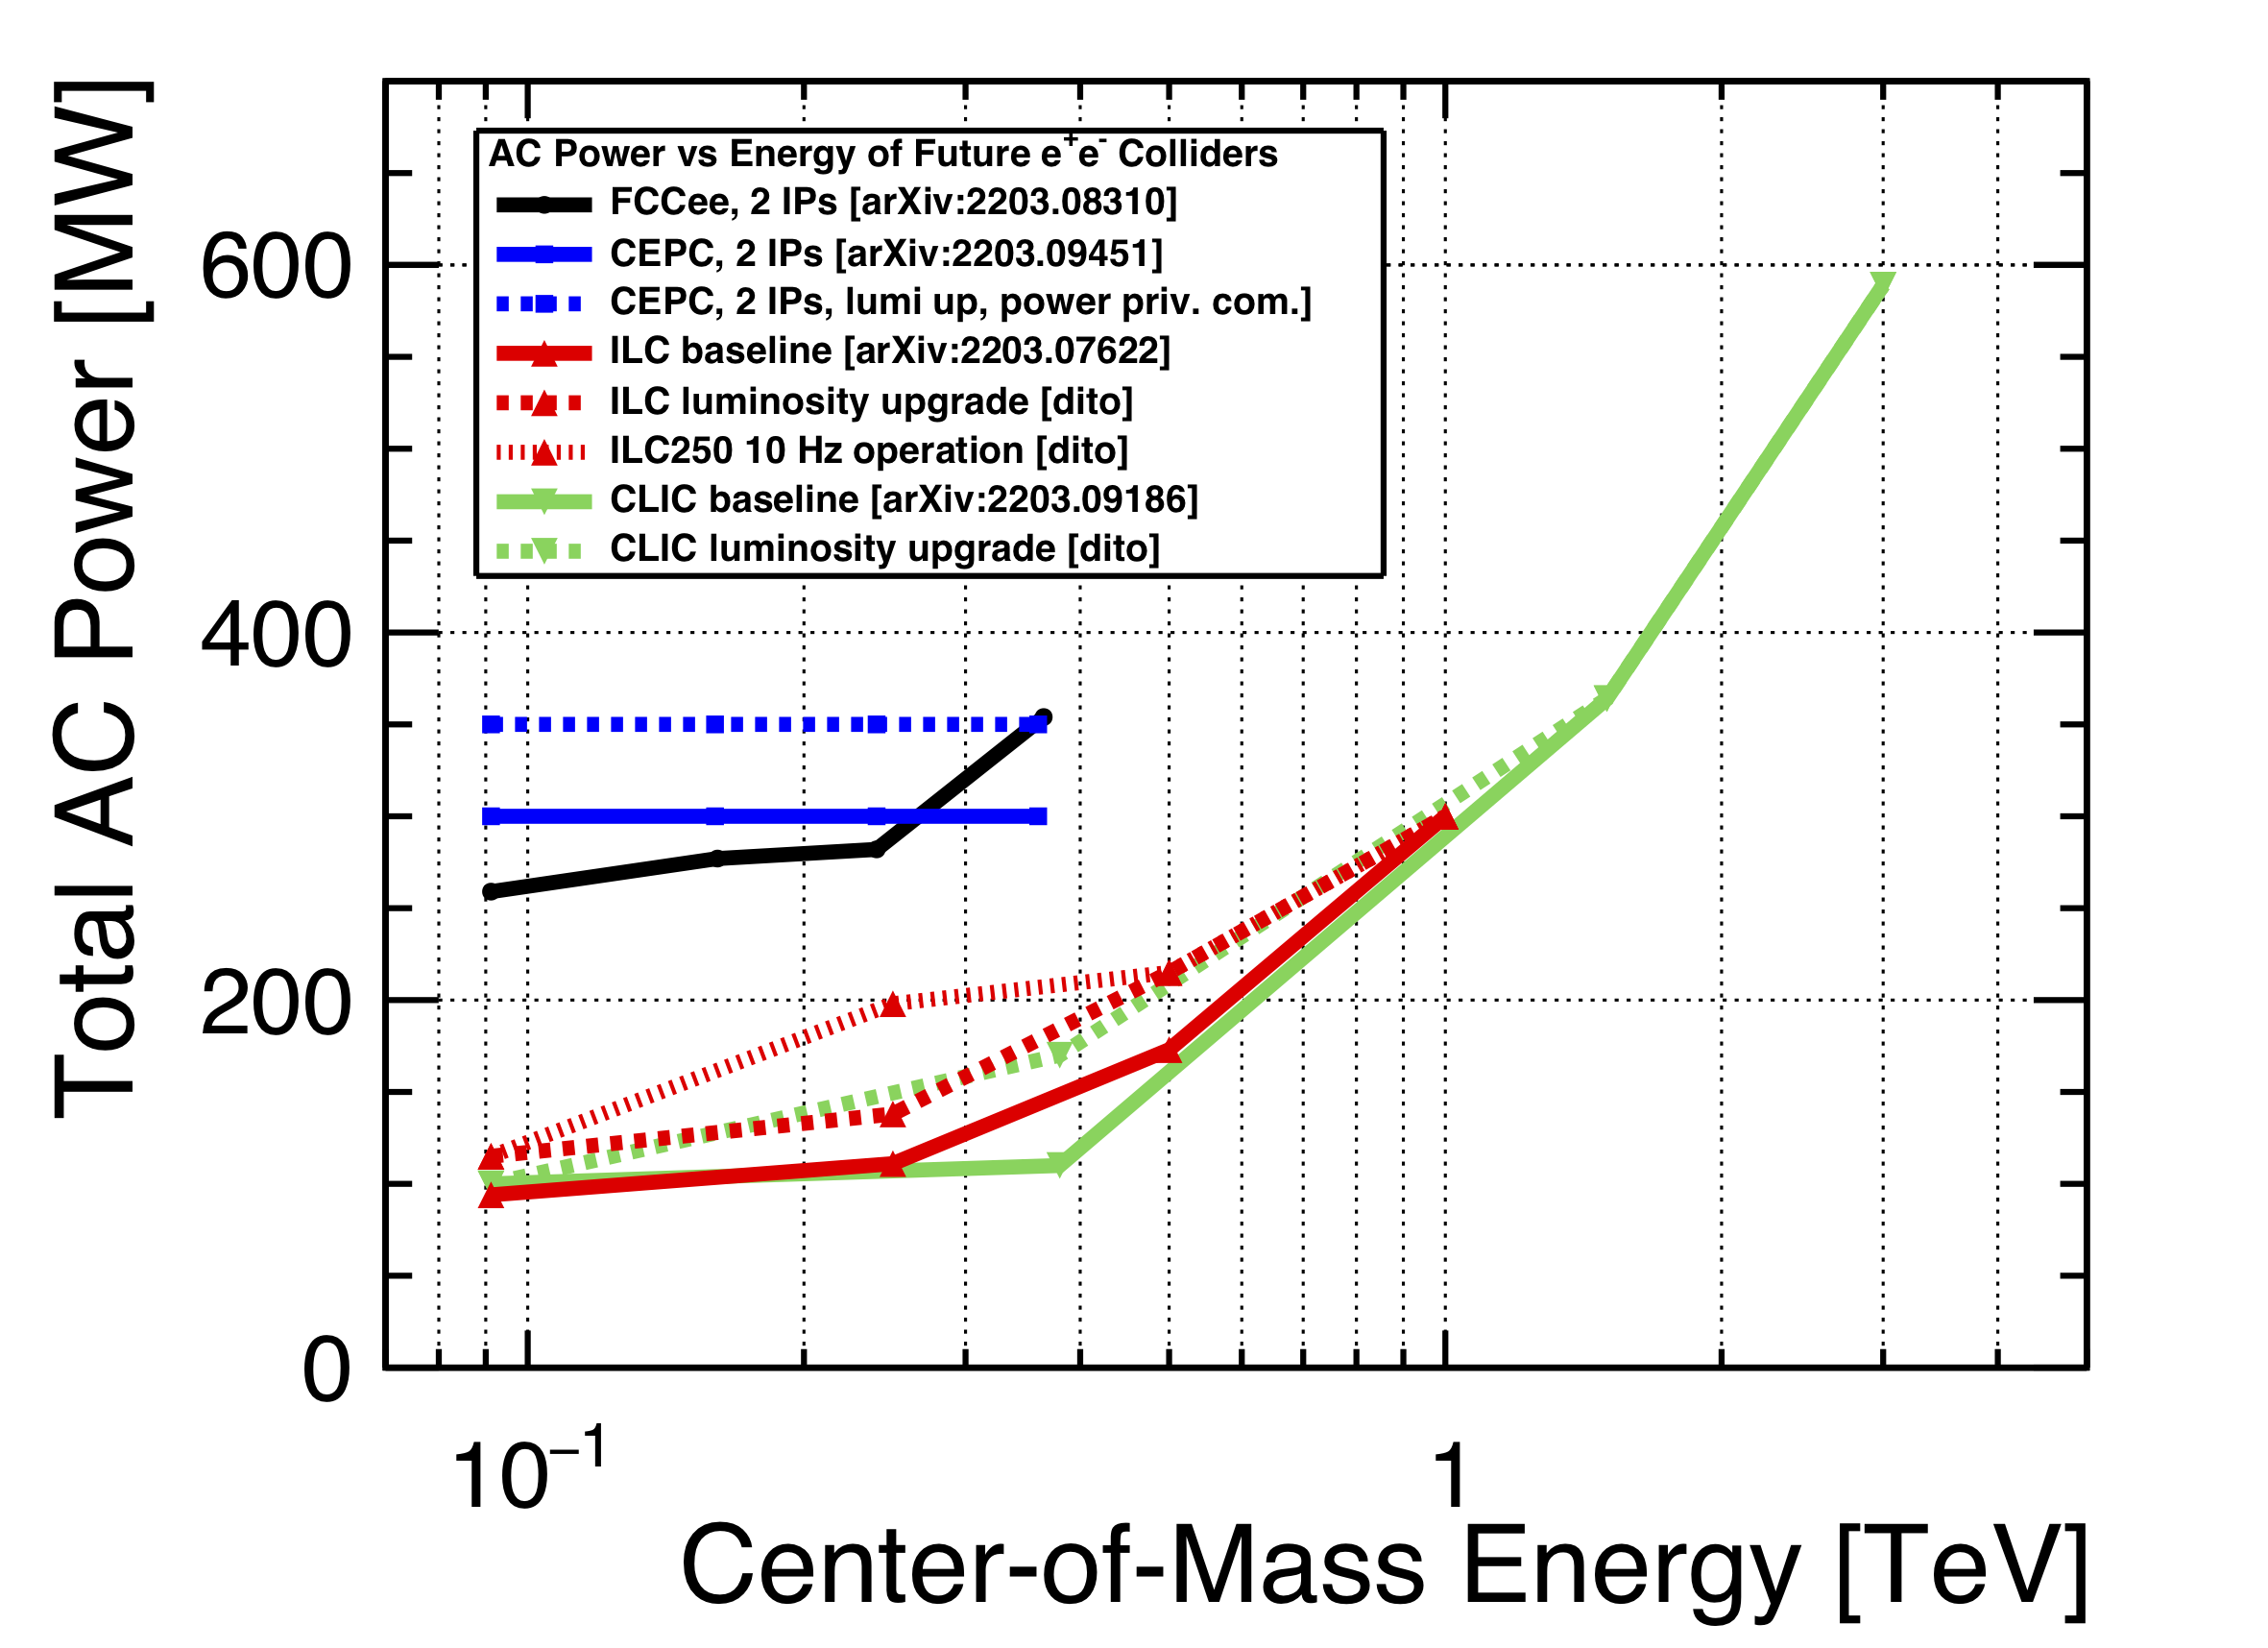 Total AC Power [MW]
600
400
200
0
AC Power vs Energy of Future e⁺e⁻ Colliders
FCCee, 2 IPs [arXiv:2203.08310]
CEPC, 2 IPs [arXiv:2203.09451]
CEPC, 2 IPs, lumi up, power priv. com.]
ILC baseline [arXiv:2203.07622]
ILC luminosity upgrade [dito]
ILC250 10 Hz operation [dito]
CLIC baseline [arXiv:2203.09186]
CLIC luminosity upgrade [dito]
10⁻¹ 1
Center-of-Mass Energy [TeV]